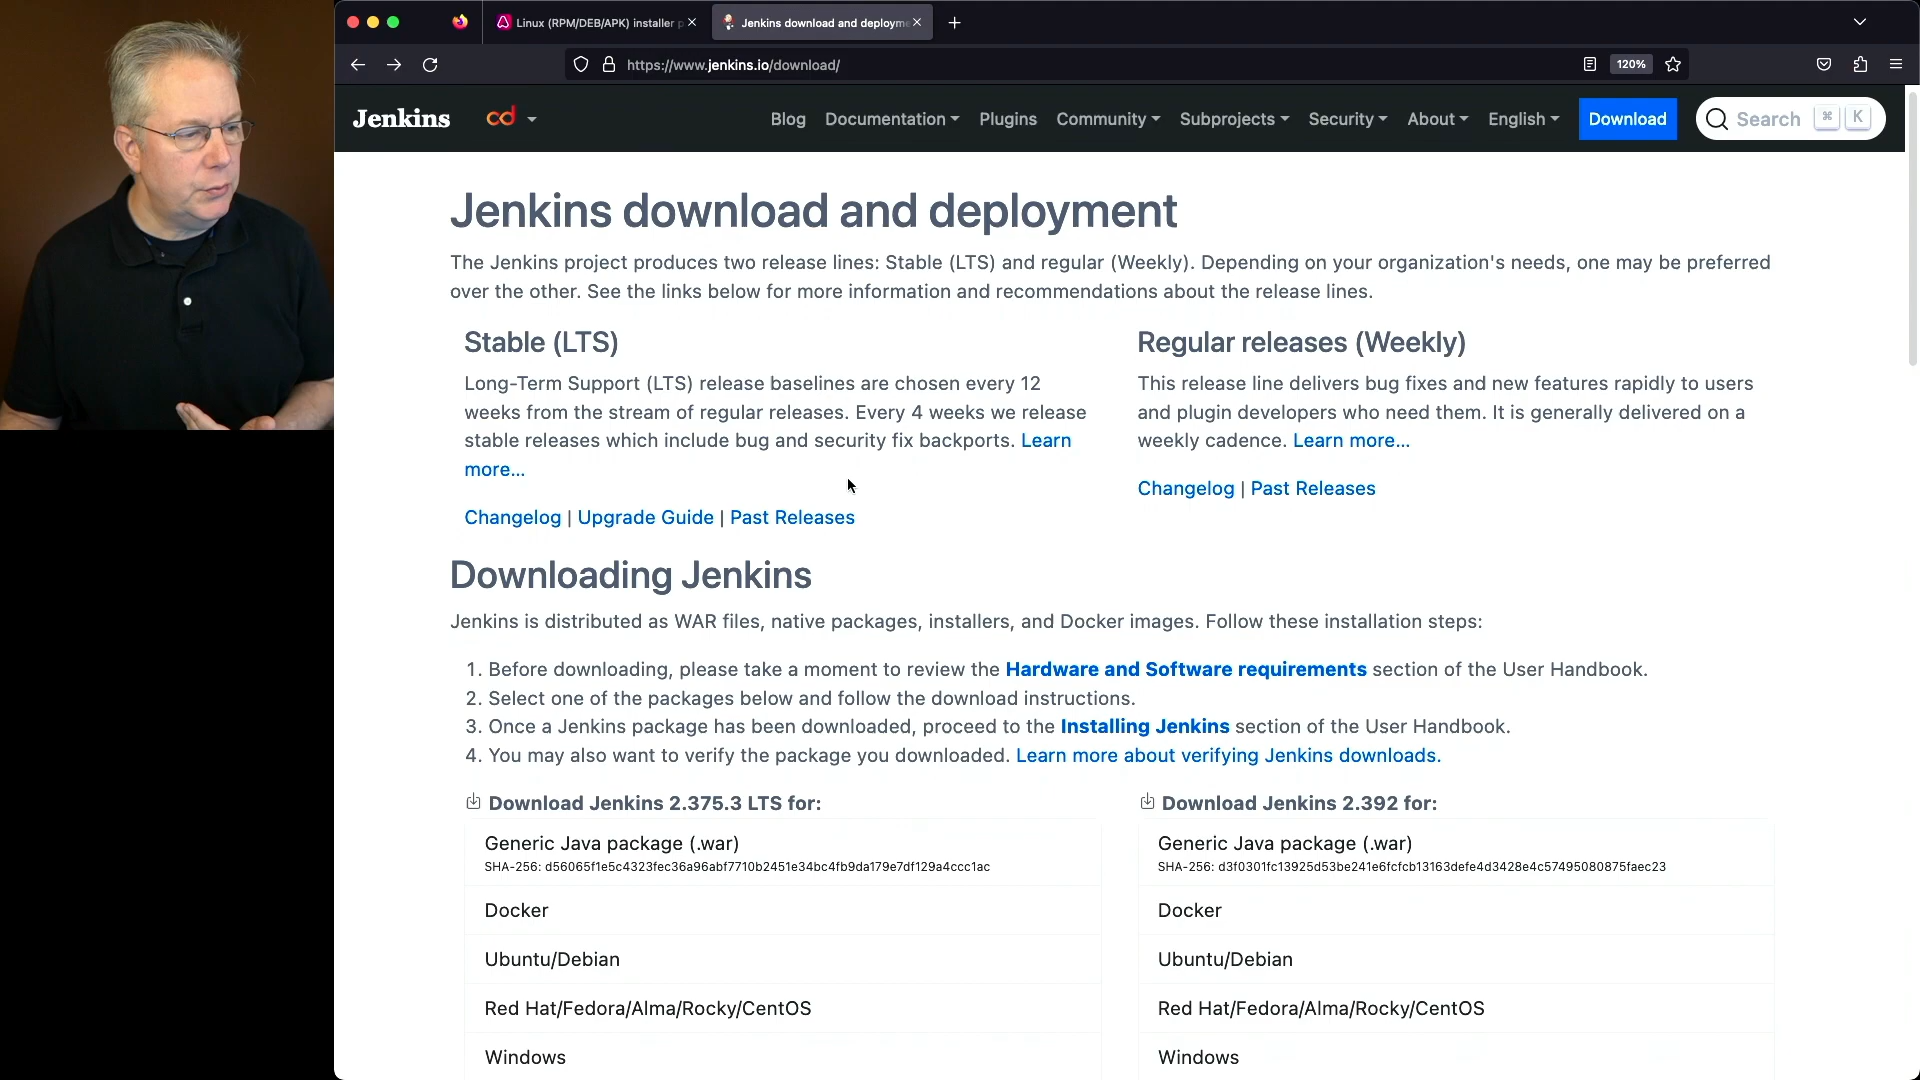 Linux (RPM/DEB/APK) installer p
Jenkins download and deploym
https://www.jenkins.io/download/
120%
Jenkins
cd
Blog
Documentation
Plugins
Community
Subprojects
Security
About
English
Download
Search
⌘
K
Jenkins download and deployment
The Jenkins project produces two release lines: Stable (LTS) and regular (Weekly). Depending on your organization's needs, one may be preferred
over the other. See the links below for more information and recommendations about the release lines.
Stable (LTS)
Long-Term Support (LTS) release baselines are chosen every 12
weeks from the stream of regular releases. Every 4 weeks we release
stable releases which include bug and security fix backports. Learn
more...
Changelog | Upgrade Guide | Past Releases
Regular releases (Weekly)
This release line delivers bug fixes and new features rapidly to users
and plugin developers who need them. It is generally delivered on a
weekly cadence. Learn more...
Changelog | Past Releases
Downloading Jenkins
Jenkins is distributed as WAR files, native packages, installers, and Docker images. Follow these installation steps:
1. Before downloading, please take a moment to review the Hardware and Software requirements section of the User Handbook.
2. Select one of the packages below and follow the download instructions.
3. Once a Jenkins package has been downloaded, proceed to the Installing Jenkins section of the User Handbook.
4. You may also want to verify the package you downloaded. Learn more about verifying Jenkins downloads.
Download Jenkins 2.375.3 LTS for:
Generic Java package (.war)
SHA-256: d56065f1e5c4323fec36a96abf7710b2451e34bc4fb9da179e7df129a4ccc1ac
Docker
Ubuntu/Debian
Red Hat/Fedora/Alma/Rocky/CentOS
Windows
Download Jenkins 2.392 for:
Generic Java package (.war)
SHA-256: d3f0301fc13925d53be241e6fcfcb13163defe4d3428e4c57495080875faec23
Docker
Ubuntu/Debian
Red Hat/Fedora/Alma/Rocky/CentOS
Windows